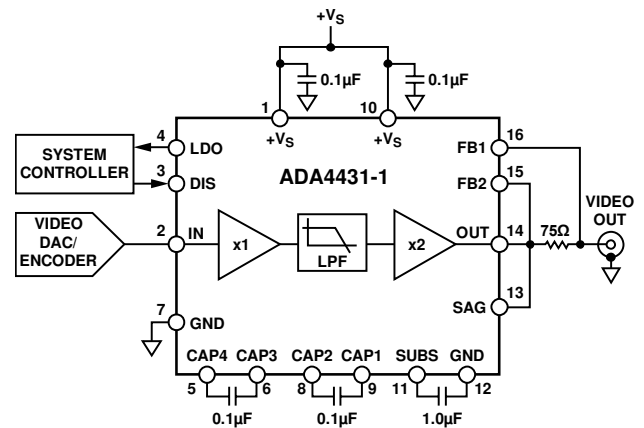 +VS
0.1μF
0.1μF
1
10
+VS
+VS
4
LDO
FB1
16
SYSTEM
CONTROLLER
3
DIS
ADA4431-1
FB2
15
VIDEO
OUT
VIDEO
DAC/
ENCODER
2
IN
x1
LPF
x2
OUT
14
75Ω
7
GND
SAG
13
CAP4
CAP3
CAP2
CAP1
SUBS
GND
5
6
8
9
11
12
0.1μF
0.1μF
1.0μF